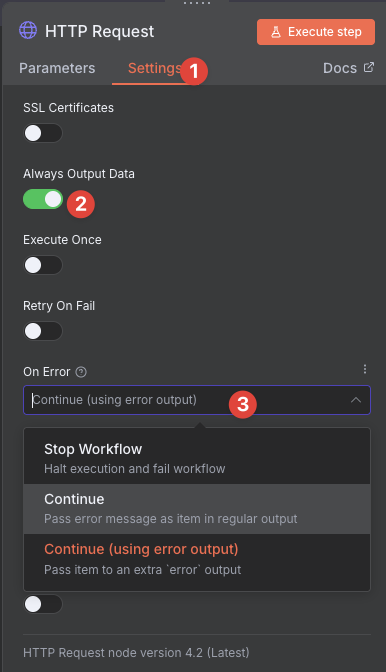 HTTP Request
Execute step
Parameters
Settings
1
Docs
SSL Certificates
Always Output Data
2
Execute Once
Retry On Fail
On Error
Continue (using error output)
3
Stop Workflow
Halt execution and fail workflow
Continue
Pass error message as item in regular output
Continue (using error output)
Pass item to an extra `error` output
HTTP Request node version 4.2 (Latest)